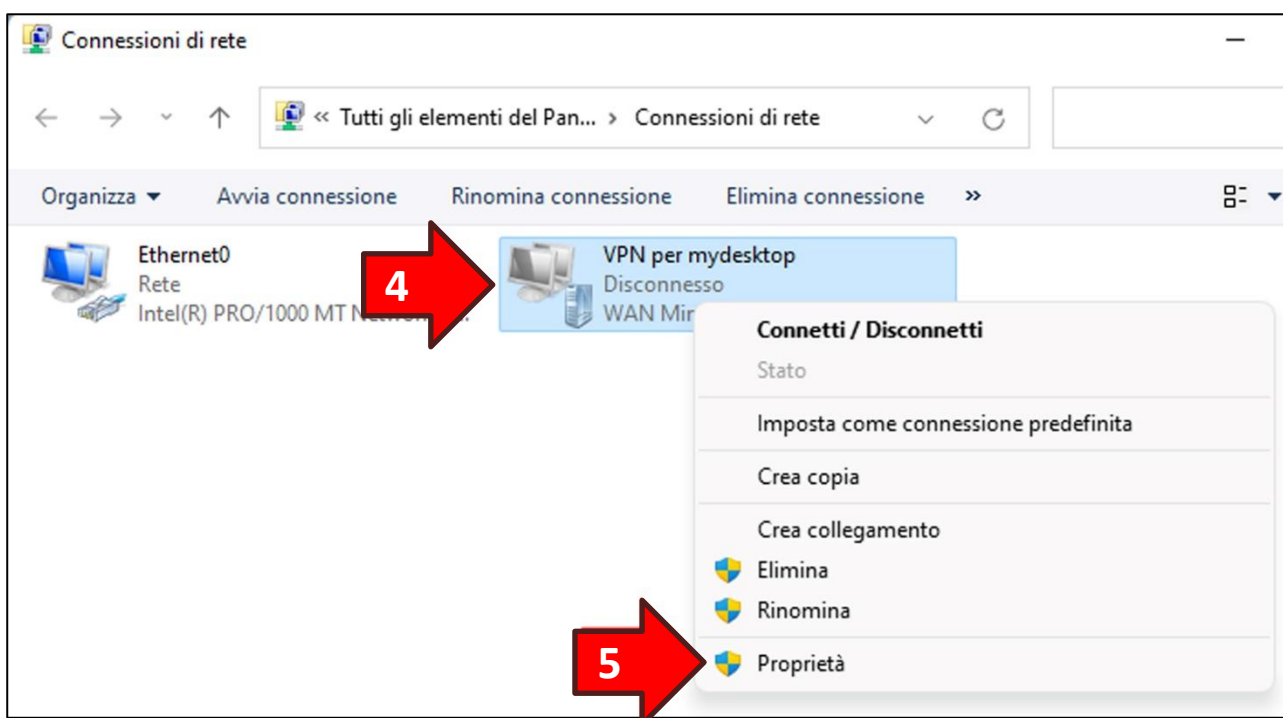 Connessioni di rete
« Tutti gli elementi del Pan... › Connessioni di rete
Organizza Avvia connessione Rinomina connessione Elimina connessione »
Ethernet0
Rete
Intel(R) PRO/1000 MT
4
VPN per mydesktop
Disconnesso
WAN
Connetti / Disconnetti
Stato
Imposta come connessione predefinita
Crea copia
Crea collegamento
Elimina
Rinomina
5
Proprietà